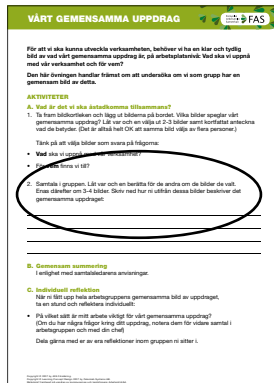 VÅRT GEMENSAMMA UPPDRAG
FAS
För att vi ska kunna utveckla verksamheten, behöver vi ha en klar och tydlig
bild av vad vårt gemensamma uppdrag är, på arbetsplatsnivå: Vad ska vi uppnå
med vår verksamhet och för vem?
Den här övningen handlar främst om att undersöka om vi som grupp har en
gemensam bild av detta.
AKTIVITETER
A. Vad är det vi ska åstadkomma tillsammans?
1. Ta fram bildkortleken och lägg ut bilderna på bordet. Vilka bilder speglar vårt
gemensamma uppdrag? Låt var och en välja ut 2-3 bilder samt kortfattat anteckna
vad de betyder. (Det är alltså helt OK att samma bild väljs av flera personer.)
Tänk på att välja bilder som svarar på frågorna:
• Vad ska vi uppnå med vår verksamhet?
• För vem finns vi till?
2. Samtala i gruppen. Låt var och en berätta för de andra om de bilder de valt.
Enas därefter om 3-4 bilder. Skriv ned hur ni utifrån dessa bilder beskriver det
gemensamma uppdraget:
B. Gemensam summering
I enlighet med samtalsledarens anvisningar.
C. Individuell reflektion
När ni fått upp hela arbetsgruppens gemensamma bild av uppdraget,
ta en stund och reflektera individuellt:
• På vilket sätt är mitt arbete viktigt för vårt gemensamma uppdrag?
(Om du har några frågor kring ditt uppdrag, notera dem för vidare samtal i
arbetsgruppen och med din chef)
Dela gärna med er av era reflektioner inom gruppen ni sitter i.